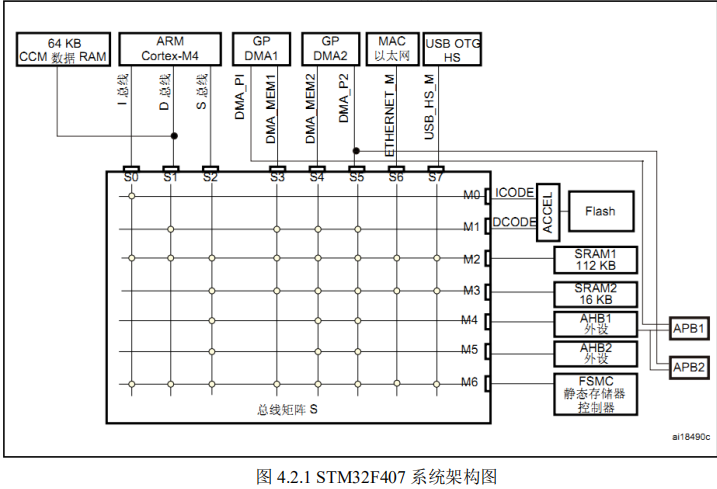 64 KB
CCM 数据 RAM
ARM
Cortex-M4
GP
DMA1
GP
DMA2
MAC
以太网
USB OTG
HS
I 总线
D 总线
S 总线
DMA_PI
DMA_MEM1
DMA_MEM2
DMA_P2
ETHERNET_M
USB_HS_M
S0
S1
S2
S3
S4
S5
S6
S7
M0
ICODE
M1
DCODE
ACCEL
Flash
M2
SRAM1
112 KB
M3
SRAM2
16 KB
M4
AHB1
外设
APB1
M5
AHB2
外设
APB2
M6
FSMC
静态存储器
控制器
总线矩阵 S
ai18490c
图 4.2.1 STM32F407 系统架构图